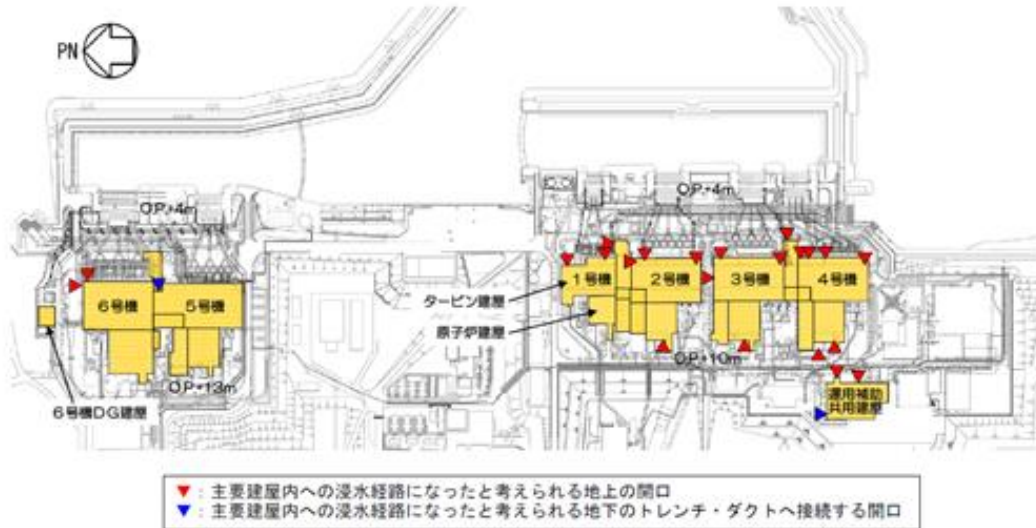 PN
O.P.+4m
O.P.+4m
6号機
5号機
1号機
2号機
3号機
4号機
タービン建屋
原子炉建屋
O.P.+10m
O.P.+13m
6号機DG建屋
運用補助
共用建屋
▼：主要建屋内への浸水経路になったと考えられる地上の開口
▼：主要建屋内への浸水経路になったと考えられる地下のトレンチ・ダクトへ接続する開口